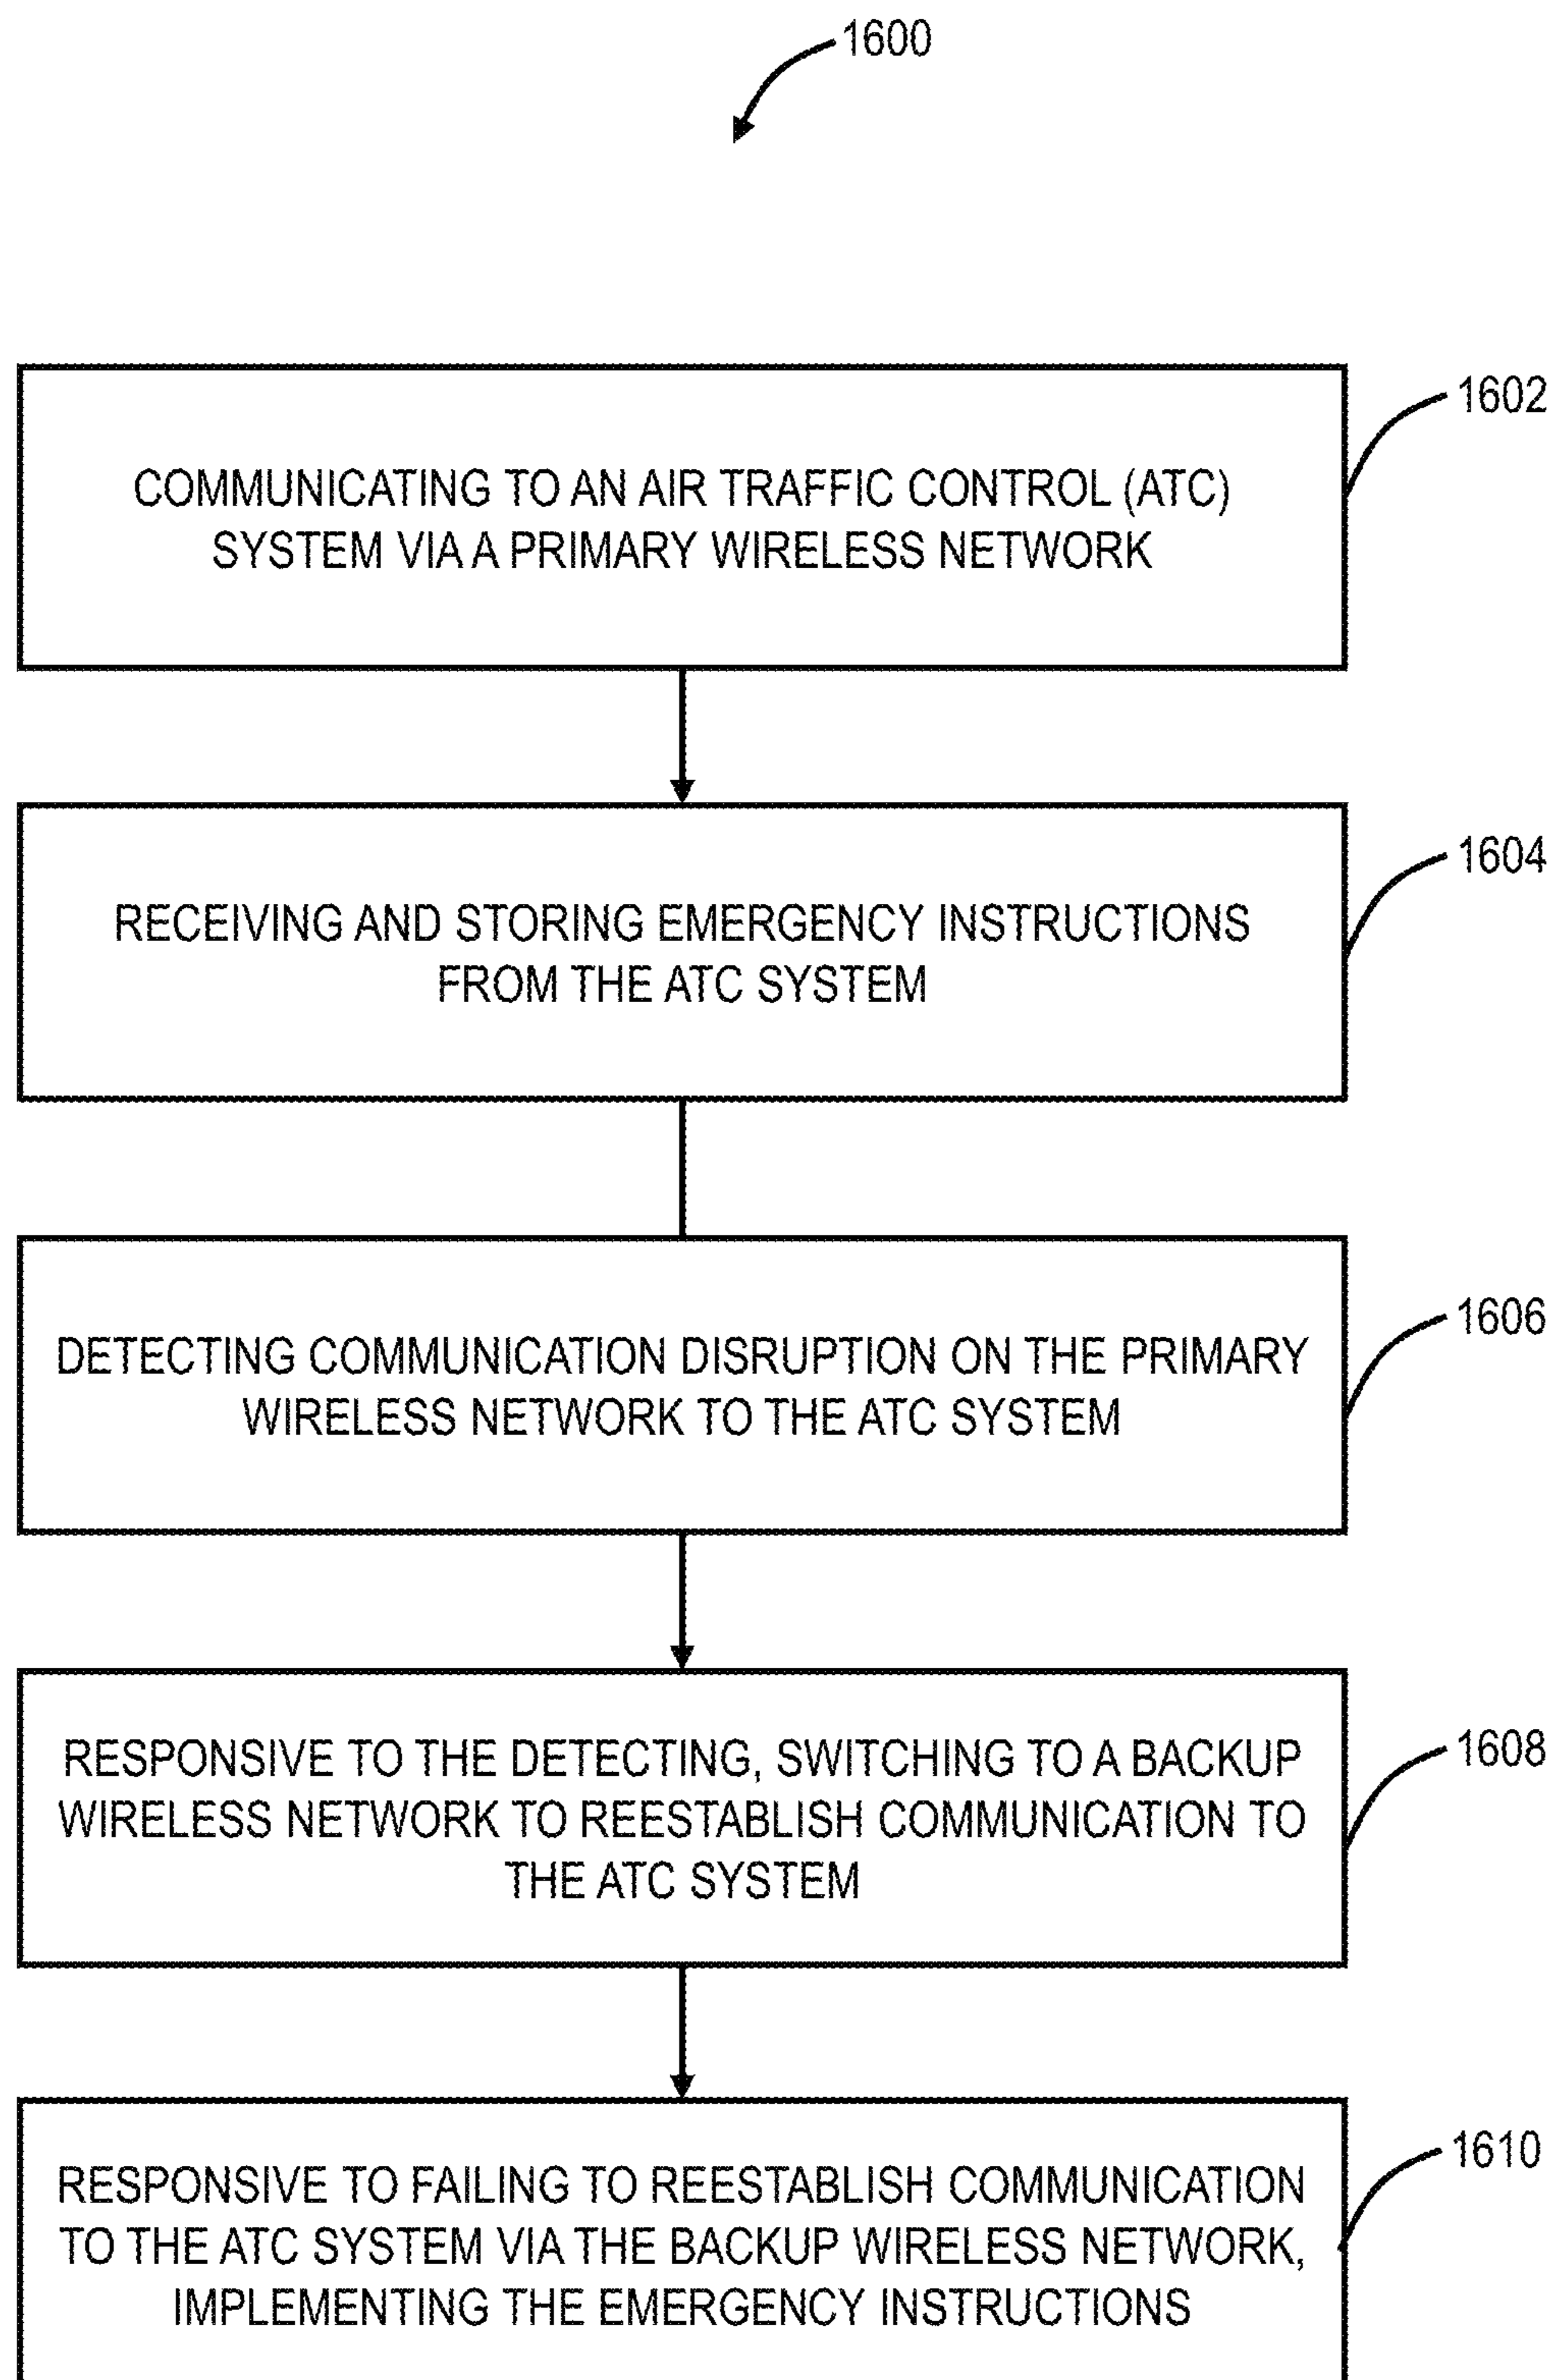 1600
1602
COMMUNICATING TO AN AIR TRAFFIC CONTROL (ATC)
SYSTEM VIA A PRIMARY WIRELESS NETWORK
1604
RECEIVING AND STORING EMERGENCY INSTRUCTIONS
FROM THE ATC SYSTEM
1606
DETECTING COMMUNICATION DISRUPTION ON THE PRIMARY
WIRELESS NETWORK TO THE ATC SYSTEM
1608
RESPONSIVE TO THE DETECTING, SWITCHING TO A BACKUP
WIRELESS NETWORK TO REESTABLISH COMMUNICATION TO
THE ATC SYSTEM
1610
RESPONSIVE TO FAILING TO REESTABLISH COMMUNICATION
TO THE ATC SYSTEM VIA THE BACKUP WIRELESS NETWORK,
IMPLEMENTING THE EMERGENCY INSTRUCTIONS